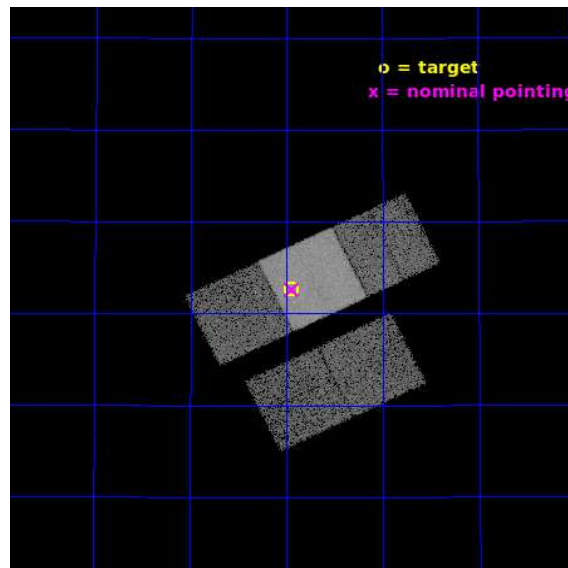 o = target
x = nominal pointing